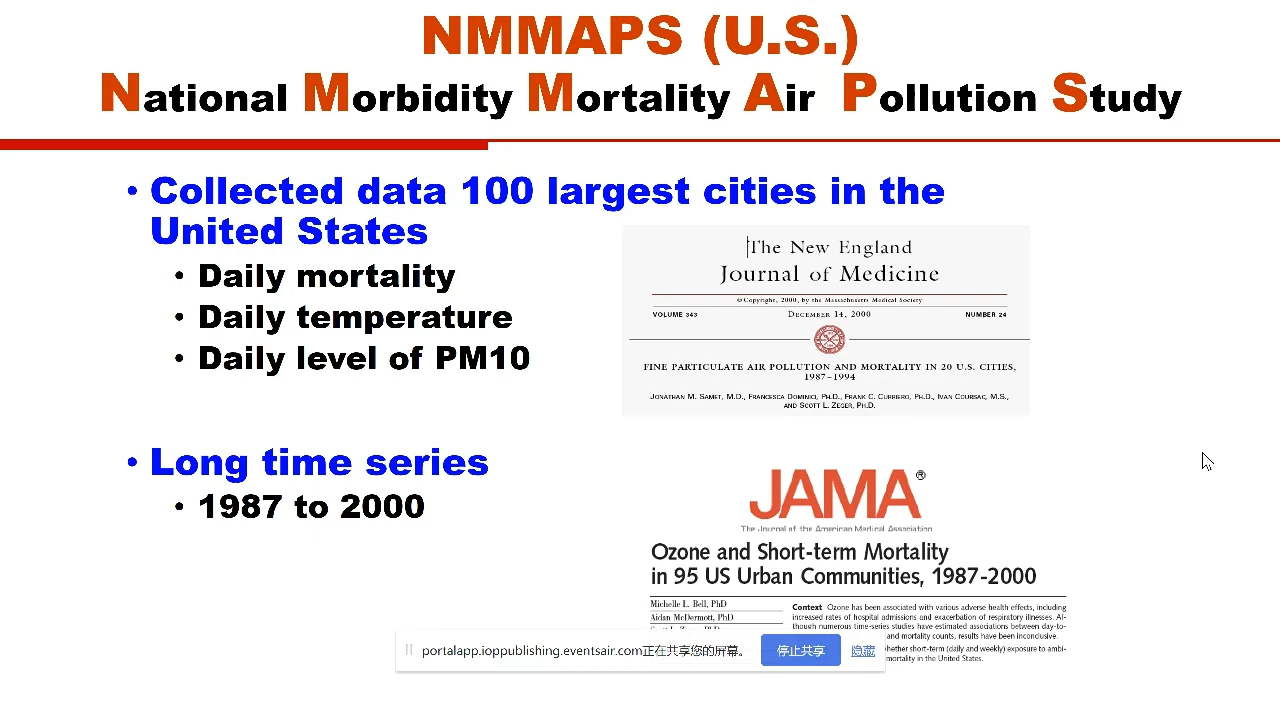 NMMAPS (U.S.)
National Morbidity Mortality Air Pollution Study
• Collected data 100 largest cities in the
United States
• Daily mortality
• Daily temperature
• Daily level of PM10
• Long time series
• 1987 to 2000
The New England
Journal of Medicine
©Copyright, 2000, by the Massachusetts Medical Society
VOLUME 343 DECEMBER 14, 2000 NUMBER 24
FINE PARTICULATE AIR POLLUTION AND MORTALITY IN 20 U.S. CITIES,
1987–1994
JONATHAN M. SAMET, M.D., FRANCESCA DOMINICI, PH.D., FRANK C. CURRIERO, PH.D., IVAN COURSAC, M.S.,
AND SCOTT L. ZEGER, PH.D.
JAMA®
The Journal of the American Medical Association
Ozone and Short-term Mortality
in 95 US Urban Communities, 1987-2000
Michelle L. Bell, PhD
Aidan McDermott, PhD
Context Ozone has been associated with various adverse health effects, including
increased rates of hospital admissions and exacerbation of respiratory illnesses. Al-
though numerous time-series studies have estimated associations between day-to-
and mortality counts, results have been inconclusive.
short-term (daily and weekly) exposure to ambi-
mortality in the United States.
portalapp.ioppublishing.eventsair.com正在共享您的屏幕。 停止共享 隐藏